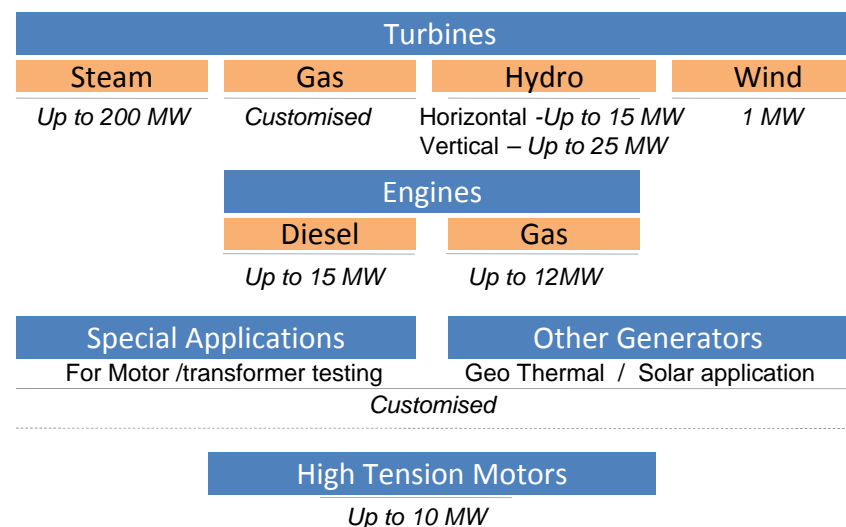 Turbines
Steam Gas Hydro Wind
Up to 200 MW Customised Horizontal -Up to 15 MW 1 MW
Vertical – Up to 25 MW
Engines
Diesel Gas
Up to 15 MW Up to 12MW
Special Applications Other Generators
For Motor /transformer testing Geo Thermal / Solar application
Customised
High Tension Motors
Up to 10 MW